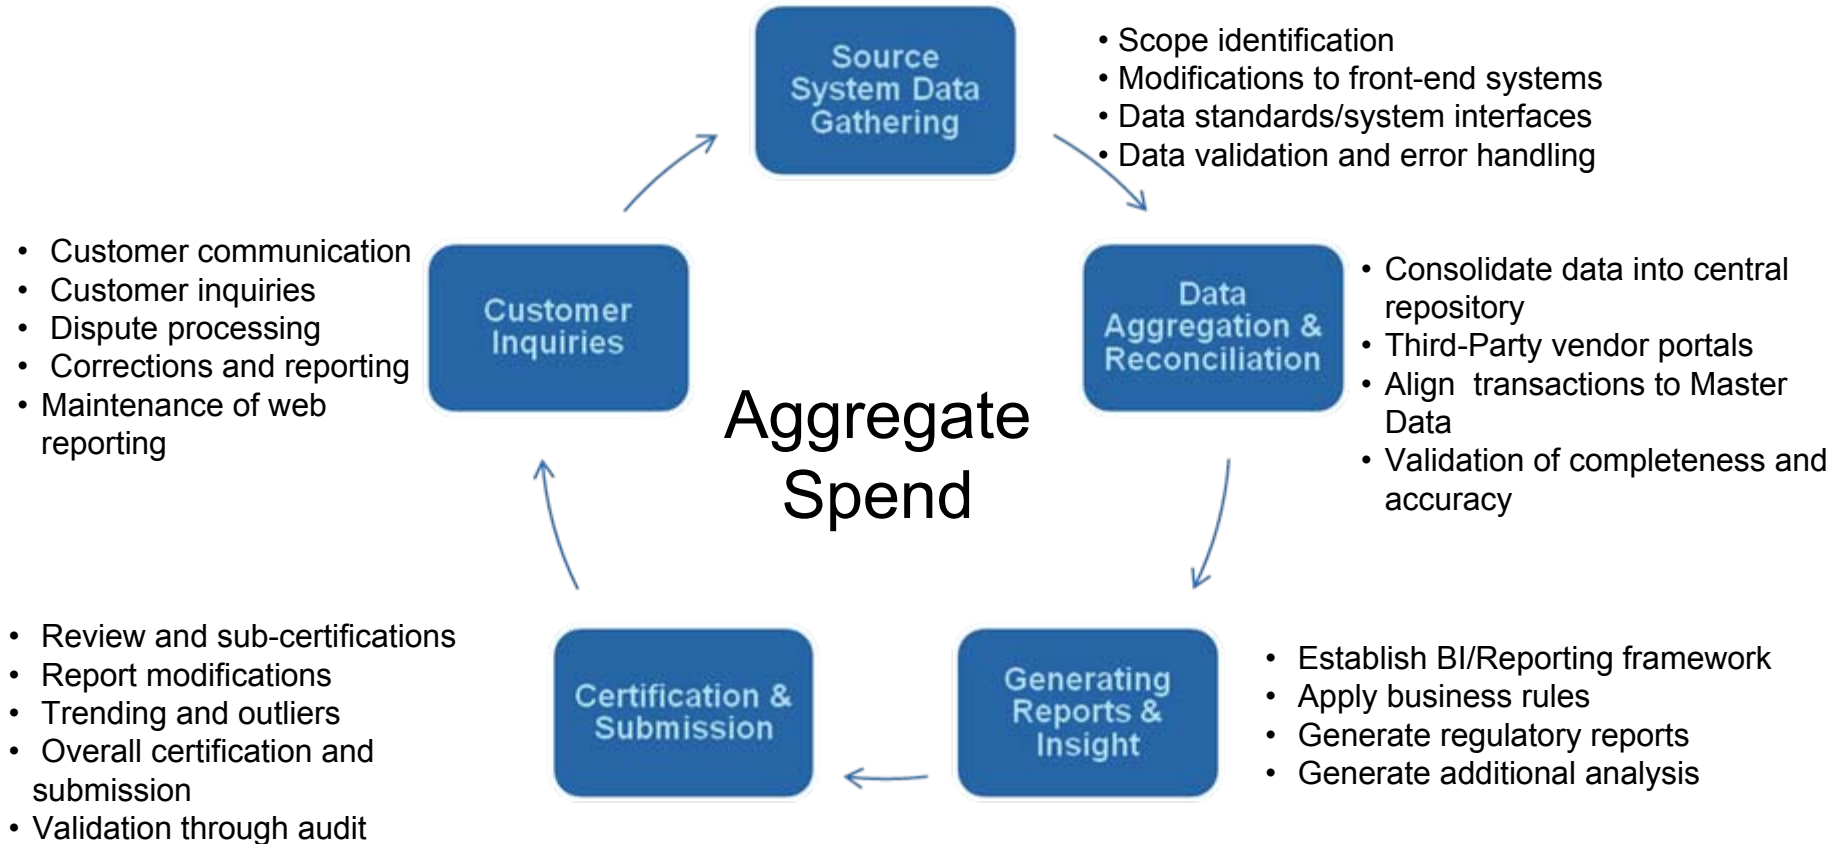 Source
System Data
Gathering
• Scope identification
• Modifications to front-end systems
• Data standards/system interfaces
• Data validation and error handling
Data
Aggregation &
Reconciliation
• Consolidate data into central
repository
• Third-Party vendor portals
• Align transactions to Master
Data
• Validation of completeness and
accuracy
Generating
Reports &
Insight
• Establish BI/Reporting framework
• Apply business rules
• Generate regulatory reports
• Generate additional analysis
Certification &
Submission
• Review and sub-certifications
• Report modifications
• Trending and outliers
• Overall certification and
submission
• Validation through audit
Customer
Inquiries
• Customer communication
• Customer inquiries
• Dispute processing
• Corrections and reporting
• Maintenance of web
reporting
Aggregate
Spend